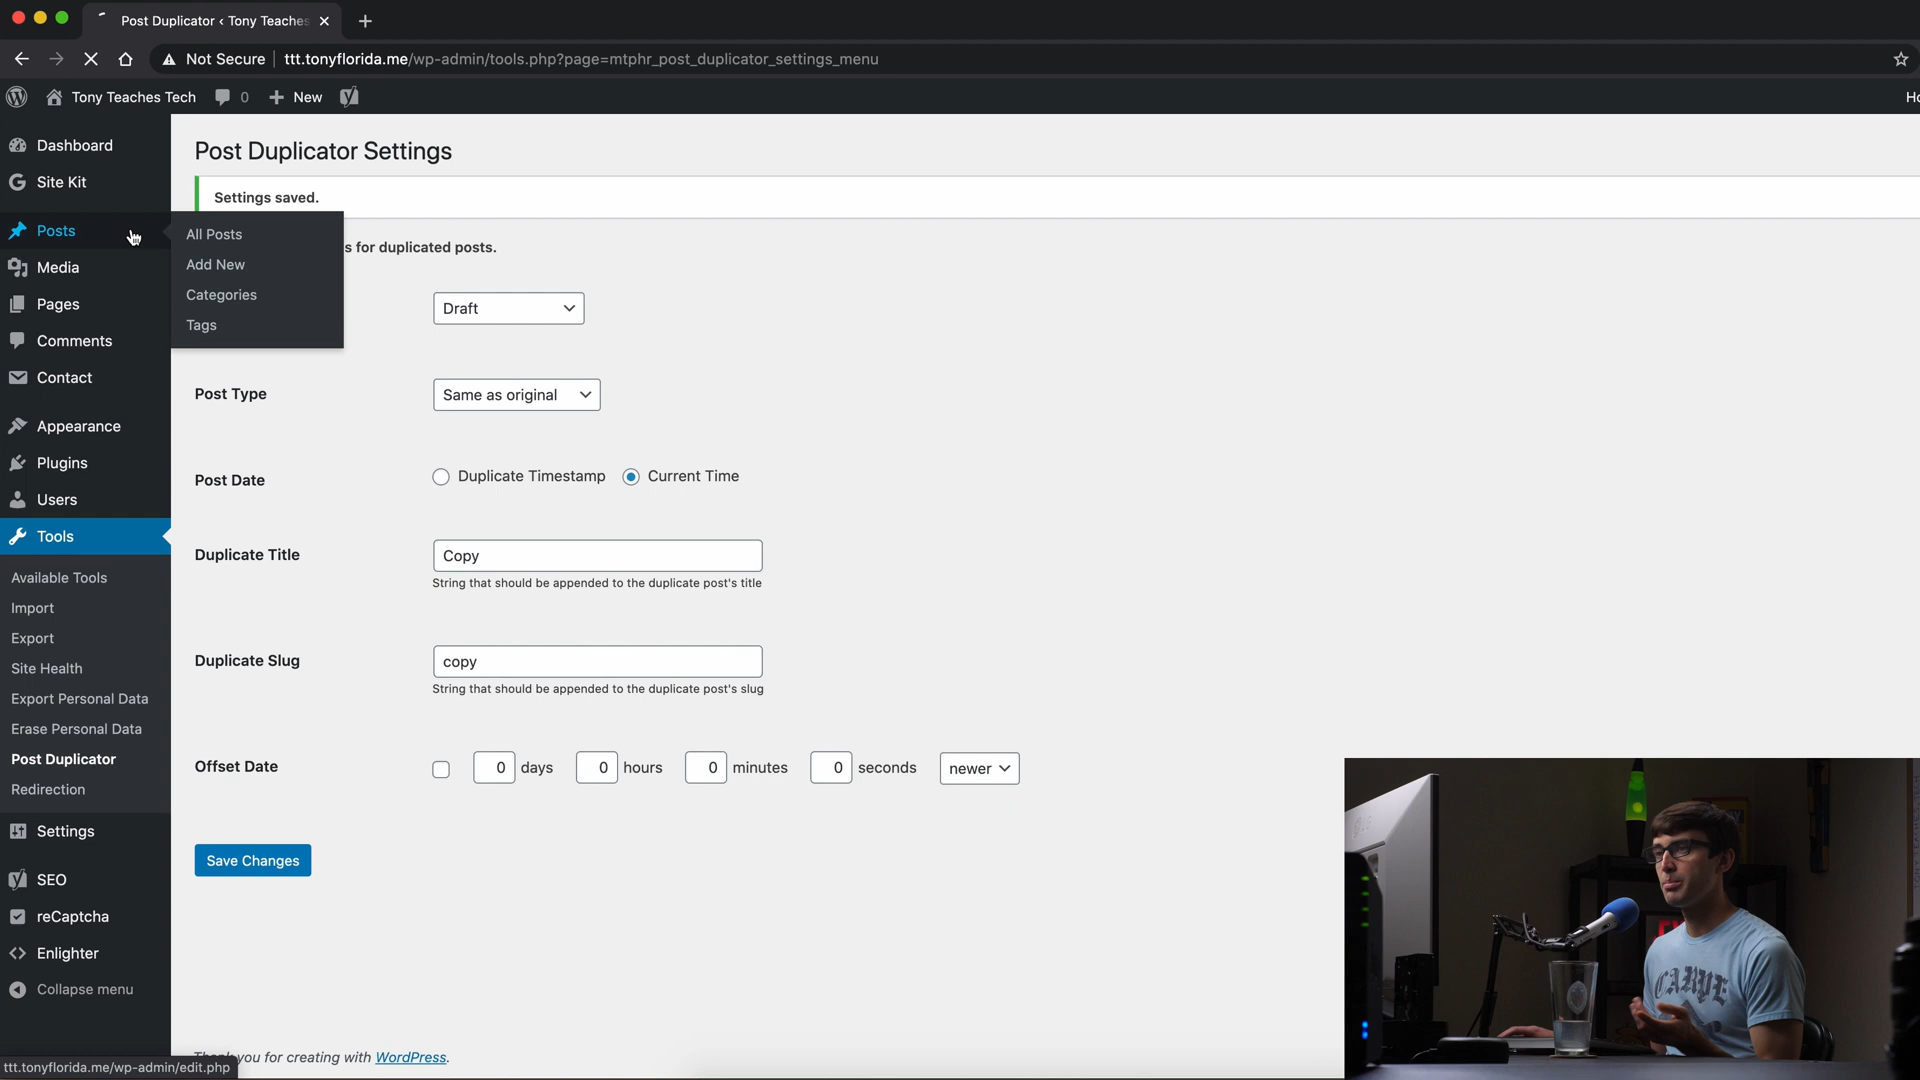 Post Duplicator ‹ Tony Teaches
Not Secure ttt.tonyflorida.me/wp-admin/tools.php?page=mtphr_post_duplicator_settings_menu
Tony Teaches Tech 0 New
Dashboard
Site Kit
Posts
Media
Pages
Comments
Contact
Appearance
Plugins
Users
Tools
Available Tools
Import
Export
Site Health
Export Personal Data
Erase Personal Data
Post Duplicator
Redirection
Settings
SEO
reCaptcha
Enlighter
Collapse menu
All Posts
Add New
Categories
Tags
Post Duplicator Settings
Settings saved.
s for duplicated posts.
Draft
Post Type Same as original
Post Date Duplicate Timestamp Current Time
Duplicate Title Copy
String that should be appended to the duplicate post's title
Duplicate Slug copy
String that should be appended to the duplicate post's slug
Offset Date 0 days 0 hours 0 minutes 0 seconds newer
Save Changes
you for creating with WordPress.
ttt.tonyflorida.me/wp-admin/edit.php
CARPE